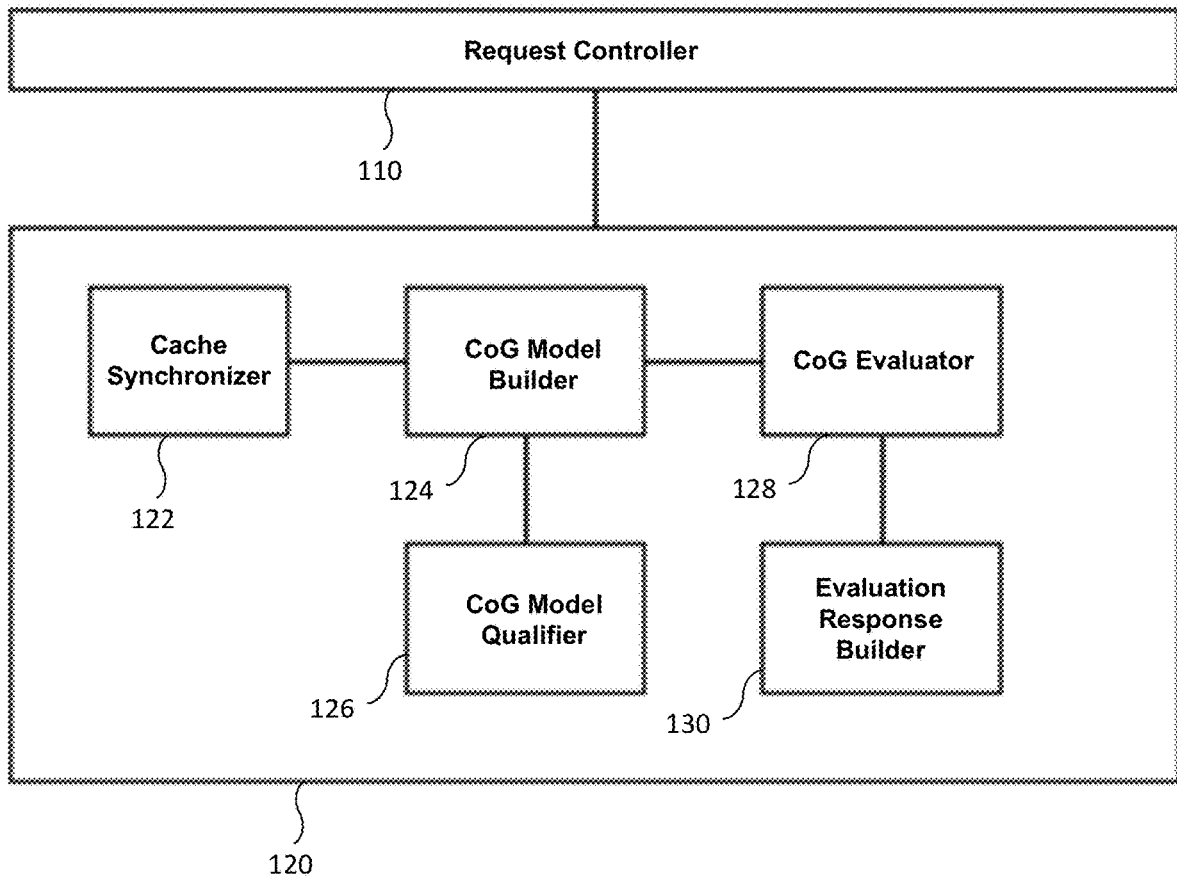 Request Controller
110
Cache
Synchronizer
CoG Model
Builder
CoG Evaluator
122
124
128
CoG Model
Qualifier
Evaluation
Response
Builder
126
130
120